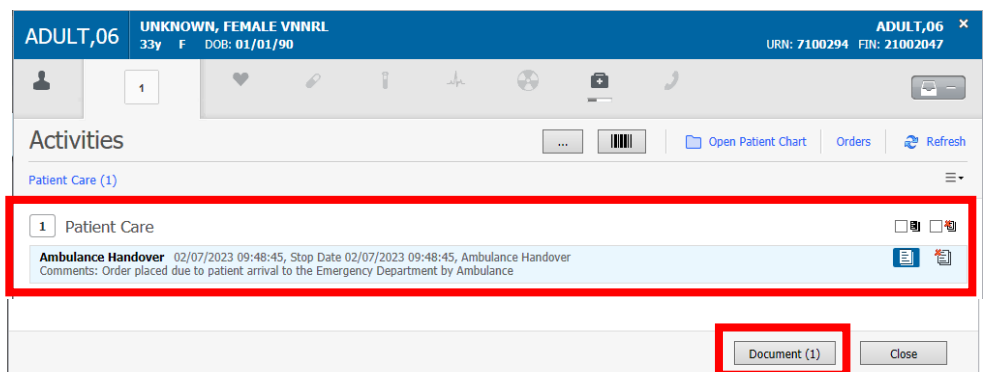 ADULT,06
UNKNOWN, FEMALE VNNRL
33y F DOB: 01/01/90
ADULT,06 ×
URN: 7100294 FIN: 21002047
1
Activities
... Open Patient Chart Orders Refresh
Patient Care (1)
1 Patient Care
Ambulance Handover 02/07/2023 09:48:45, Stop Date 02/07/2023 09:48:45, Ambulance Handover
Comments: Order placed due to patient arrival to the Emergency Department by Ambulance
Document (1) Close